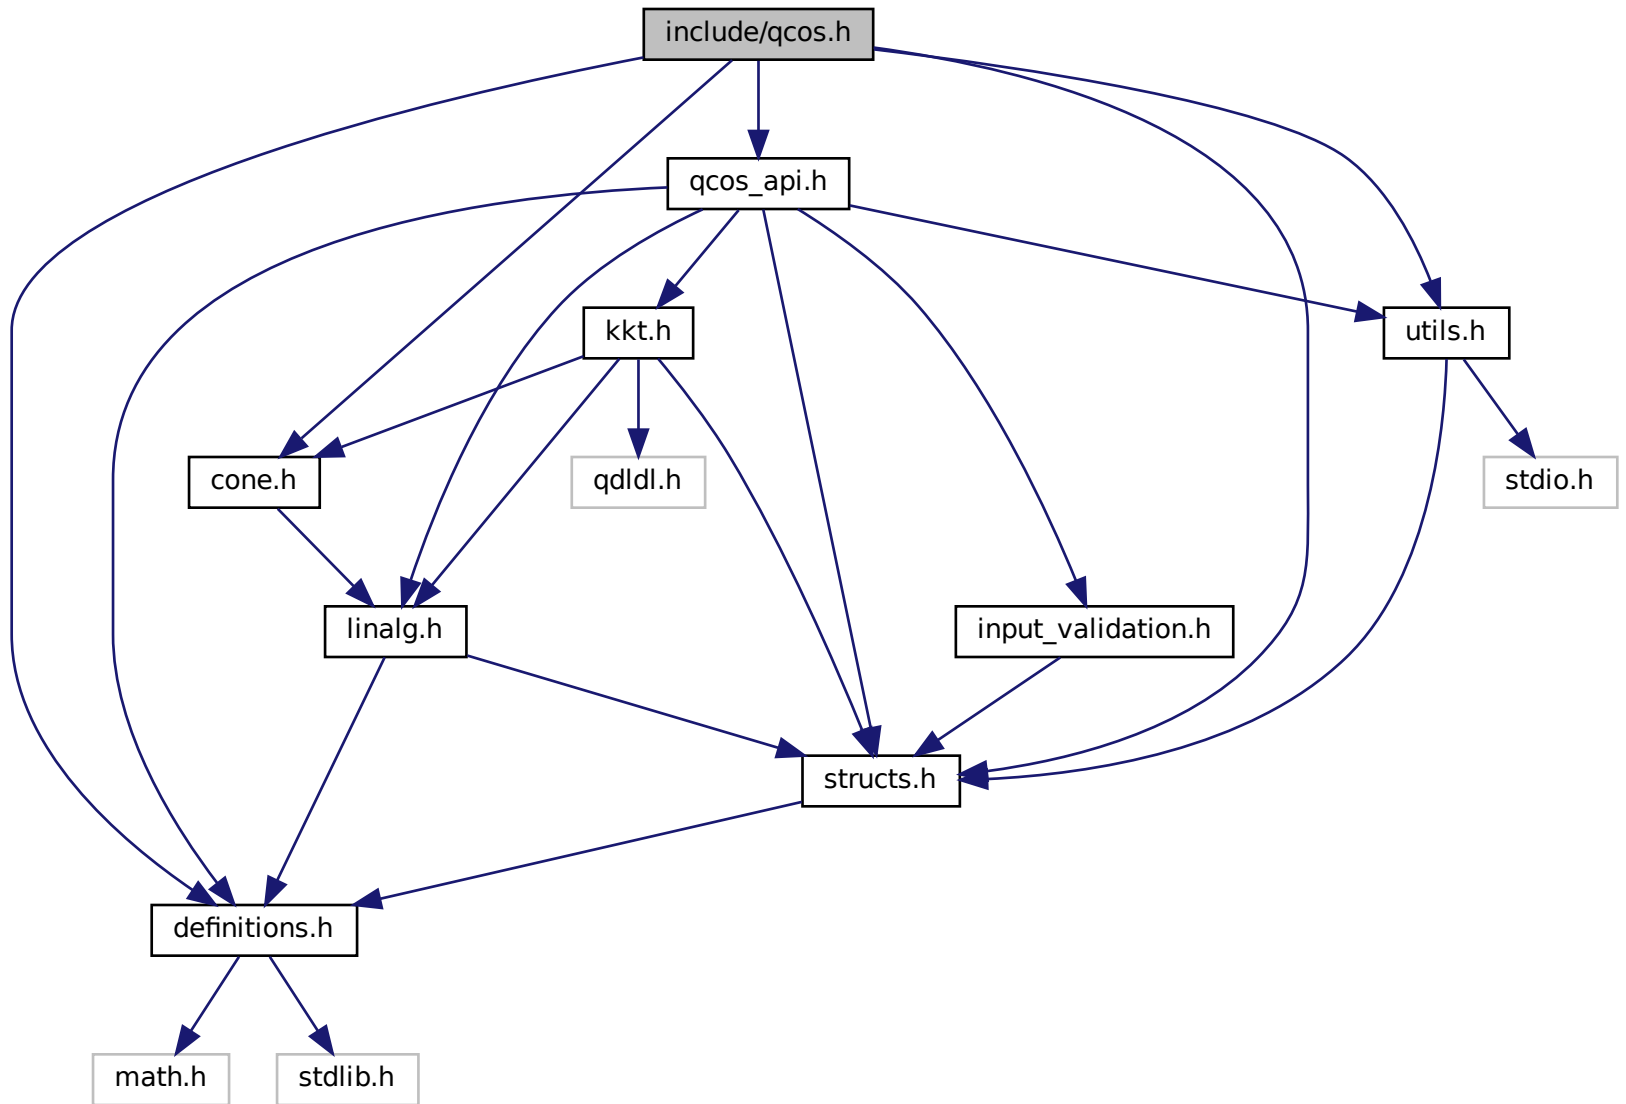 include/qcos.h
qcos_api.h
kkt.h
utils.h
cone.h
qdldl.h
stdio.h
linalg.h
input_validation.h
structs.h
definitions.h
math.h
stdlib.h